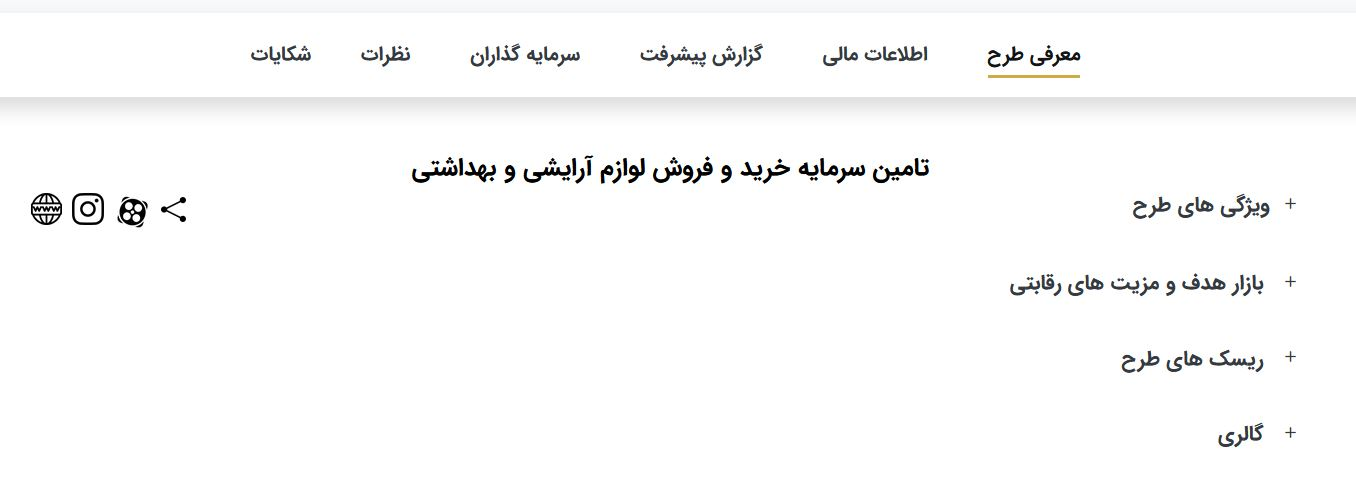 معرفی طرح اطلاعات مالی گزارش پیشرفت سرمایه گذاران نظرات شکایات
تامین سرمایه خرید و فروش لوازم آرایشی و بهداشتی
+ ویژگی های طرح
WWW
+ بازار هدف و مزیت های رقابتی
+ ریسک های طرح
+ گالری